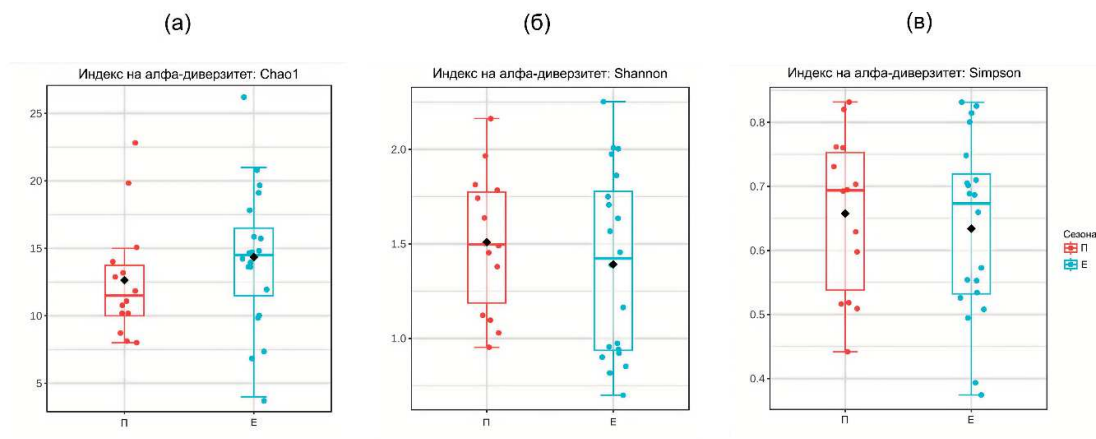 (а)
(б)
(в)
Индекс на алфа-диверзитет: Chao1
Индекс на алфа-диверзитет: Shannon
Индекс на алфа-диверзитет: Simpson
25
20
15
10
5
П
Е
2.0
1.5
1.0
П
Е
0.8
0.7
0.6
0.5
0.4
П
Е
Сезона
П
Е